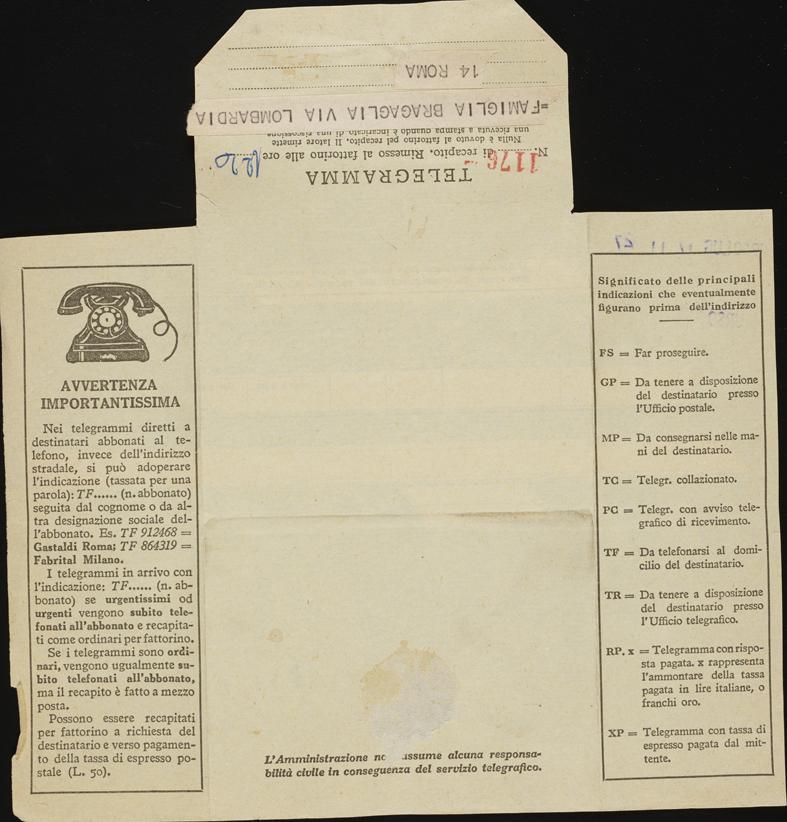 TELEGRAMMA
N. 1176 di recapito. Rimesso al fattorino alle ore
Nulla è dovuto al fattorino pel recapito. Il latore rimette
una ricevuta a stampa quando è incaricato di una riscossione
=FAMIGLIA BRAGAGLIA VIA LOMBARDIA
14 ROMA
AVVERTENZA
IMPORTANTISSIMA
Nei telegrammi diretti a
destinatari abbonati al te-
lefono, invece dell'indirizzo
stradale, si può adoperare
l'indicazione (tassata per una
parola): TF...... (n. abbonato)
seguita dal cognome o da al-
tra designazione sociale del-
l'abbonato. Es. TF 912468 =
Gastaldi Roma; TF 864319 =
Fabrital Milano.
I telegrammi in arrivo con
l'indicazione: TF...... (n. ab-
bonato) se urgentissimi od
urgenti vengono subito tele-
fonati all'abbonato e recapita-
ti come ordinari per fattorino.
Se i telegrammi sono ordi-
nari, vengono ugualmente su-
bito telefonati all'abbonato,
ma il recapito è fatto a mezzo
posta.
Possono essere recapitati
per fattorino a richiesta del
destinatario e verso pagamen-
to della tassa di espresso po-
stale (L. 50).
L'Amministrazione assume alcuna responsa-
bilità civile in conseguenza del servizio telegrafico.
Significato delle principali
indicazioni che eventualmente
figurano prima dell'indirizzo
FS = Far proseguire.
GP = Da tenere a disposizione
del destinatario presso
l'Ufficio postale.
MP = Da consegnarsi nelle ma-
ni del destinatario.
TC = Telegr. collazionato.
PC = Telegr. con avviso tele-
grafico di ricevimento.
TF = Da telefonarsi al domi-
cilio del destinatario.
TR = Da tenere a disposizione
del destinatario presso
l'Ufficio telegrafico.
RP. x = Telegramma con rispo-
sta pagata. x rappresenta
l'ammontare della tassa
pagata in lire italiane, o
franchi oro.
XP = Telegramma con tassa di
espresso pagata dal mit-
tente.